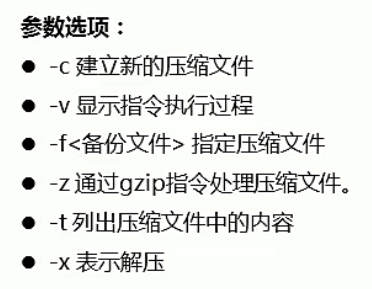 参数选项：
● -c 建立新的压缩文件
● -v 显示指令执行过程
● -f<备份文件> 指定压缩文件
● -z 通过gzip指令处理压缩文件。
● -t 列出压缩文件中的内容
● -x 表示解压